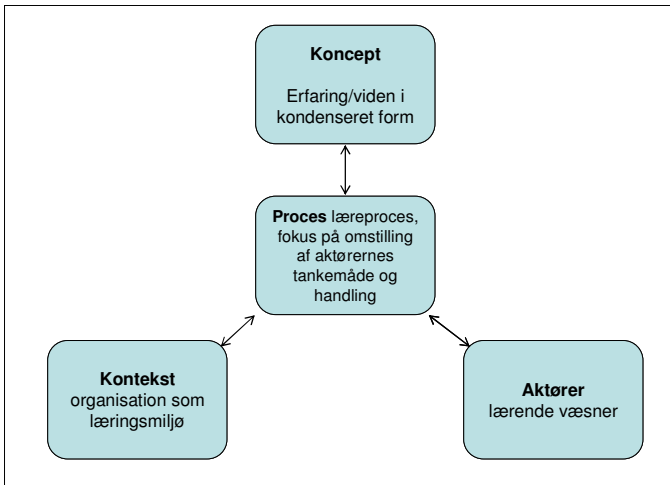 Koncept
Erfaring/viden i
kondenseret form
Proces læreproces,
fokus på omstilling
af aktørernes
tankemåde og
handling
Kontekst
organisation som
læringsmiljø
Aktører
lærende væsner